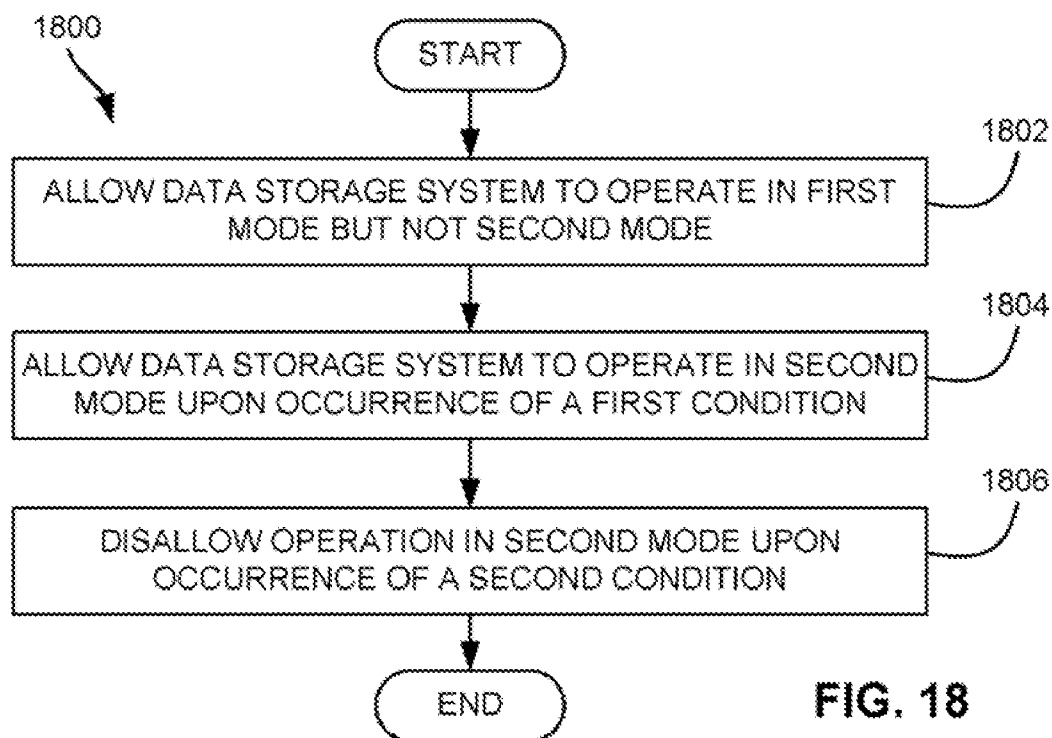 1800
START
1802
ALLOW DATA STORAGE SYSTEM TO OPERATE IN FIRST
MODE BUT NOT SECOND MODE
1804
ALLOW DATA STORAGE SYSTEM TO OPERATE IN SECOND
MODE UPON OCCURRENCE OF A FIRST CONDITION
1806
DISALLOW OPERATION IN SECOND MODE UPON
OCCURRENCE OF A SECOND CONDITION
END
FIG. 18